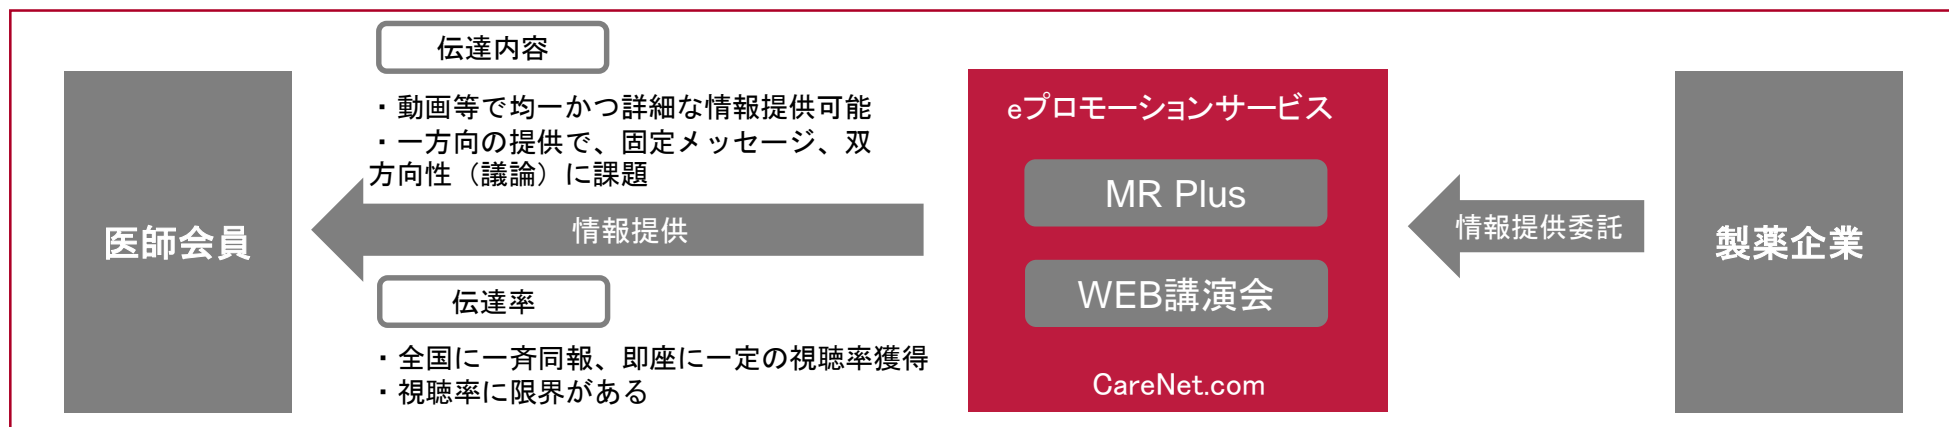 医師会員
伝達内容
・動画等で均一かつ詳細な情報提供可能
・一方向の提供で、固定メッセージ、双
方向性（議論）に課題
情報提供
伝達率
・全国に一斉同報、即座に一定の視聴率獲得
・視聴率に限界がある
eプロモーションサービス
MR Plus
WEB講演会
CareNet.com
情報提供委託
製薬企業